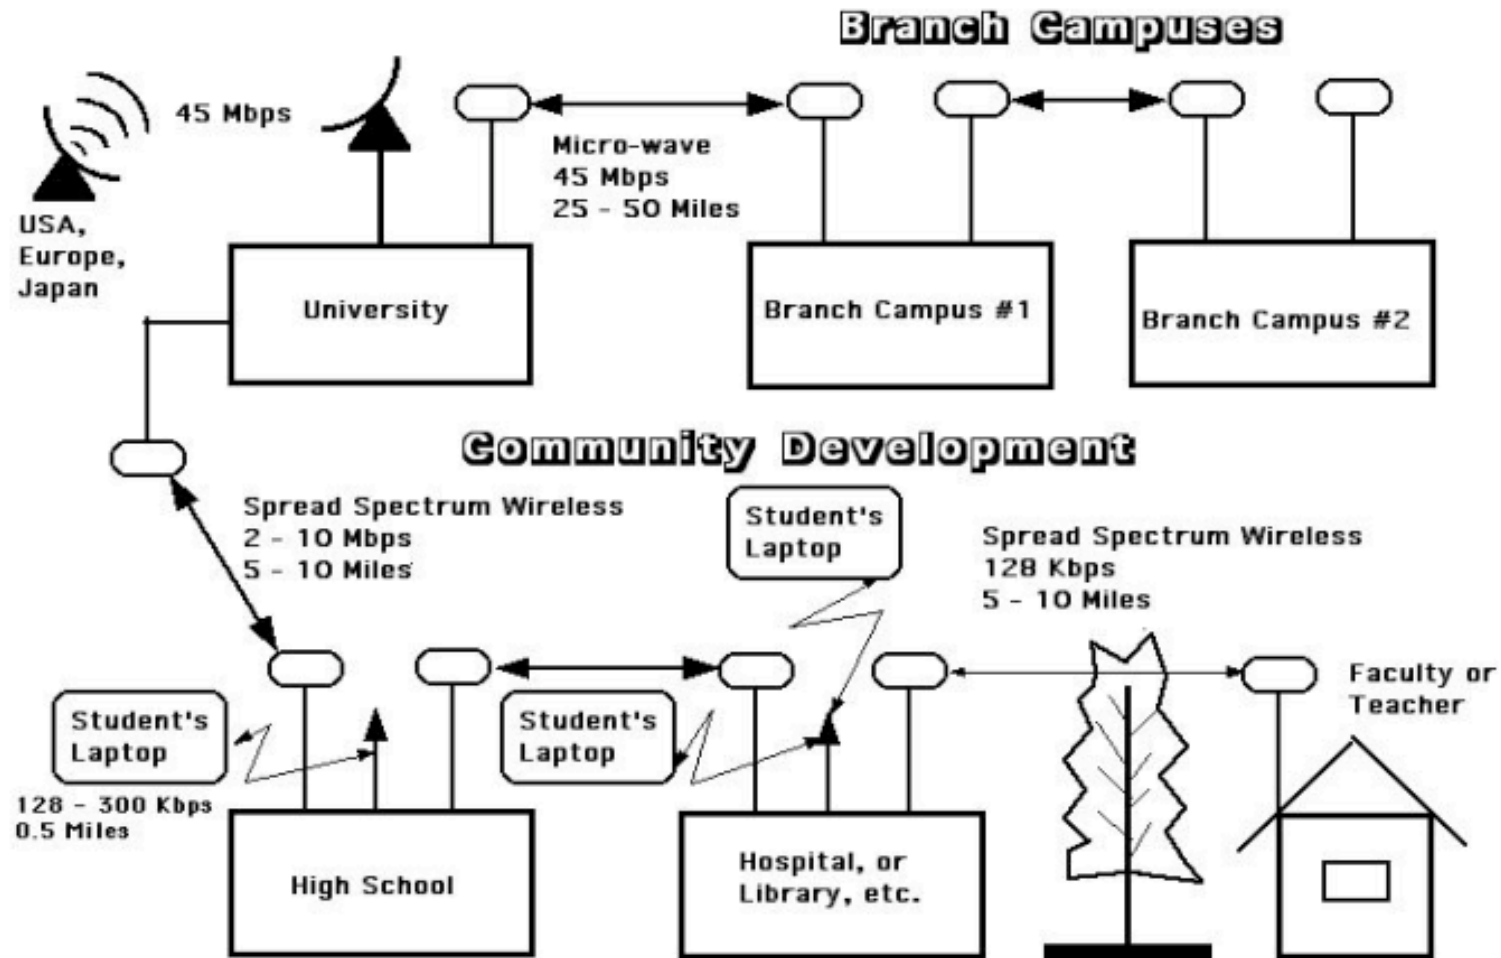 Branch Campuses
45 Mbps
Micro-wave
45 Mbps
25 - 50 Miles
USA,
Europe,
Japan
University
Branch Campus #1
Branch Campus #2
Community Development
Spread Spectrum Wireless
2 - 10 Mbps
5 - 10 Miles
Student's
Laptop
Spread Spectrum Wireless
128 Kbps
5 - 10 Miles
Student's
Laptop
128 - 300 Kbps
0.5 Miles
Student's
Laptop
Faculty or
Teacher
High School
Hospital, or
Library, etc.